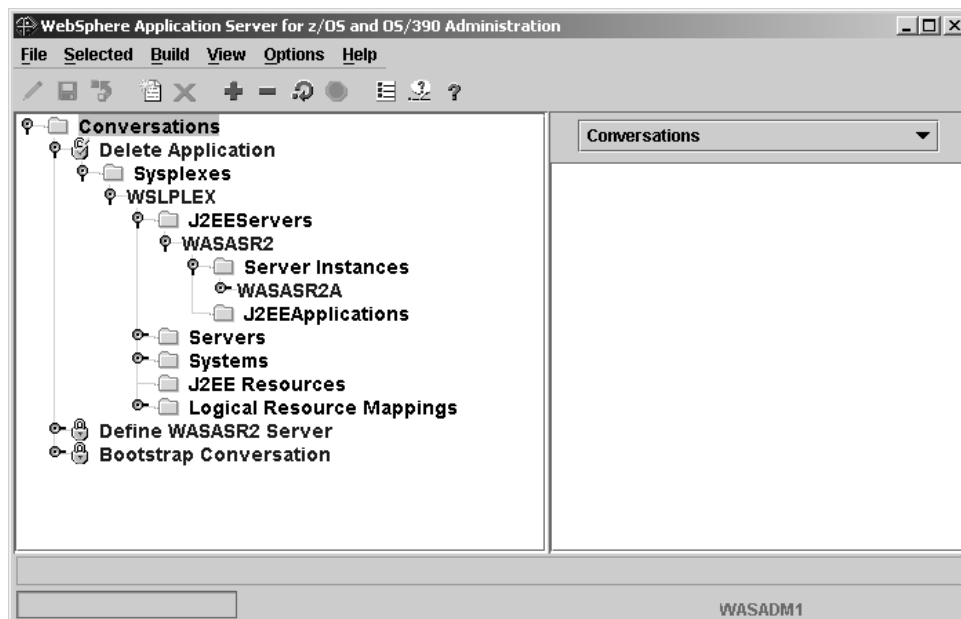 WebSphere Application Server for z/OS and OS/390 Administration
File Selected Build View Options Help
Conversations
Conversations
Delete Application
Sysplexes
WSLPLEX
J2EEServers
WASASR2
Server Instances
WASASR2A
J2EEApplications
Servers
Systems
J2EE Resources
Logical Resource Mappings
Define WASASR2 Server
Bootstrap Conversation
WASADM1